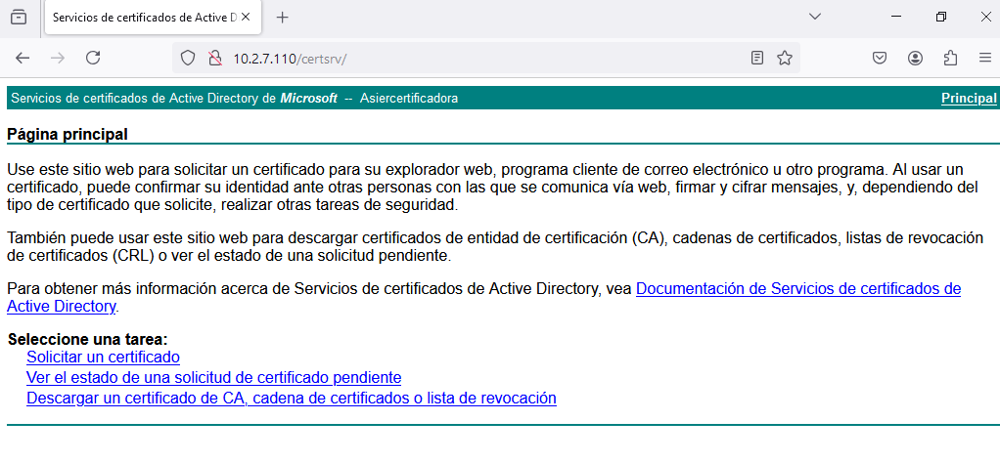 Servicios de certificados de Active D
10.2.7.110/certsrv/
Servicios de certificados de Active Directory de Microsoft -- Asiercertificadora
Principal
Página principal
Use este sitio web para solicitar un certificado para su explorador web, programa cliente de correo electrónico u otro programa. Al usar un
certificado, puede confirmar su identidad ante otras personas con las que se comunica vía web, firmar y cifrar mensajes, y, dependiendo del
tipo de certificado que solicite, realizar otras tareas de seguridad.
También puede usar este sitio web para descargar certificados de entidad de certificación (CA), cadenas de certificados, listas de revocación
de certificados (CRL) o ver el estado de una solicitud pendiente.
Para obtener más información acerca de Servicios de certificados de Active Directory, vea Documentación de Servicios de certificados de
Active Directory.
Seleccione una tarea:
Solicitar un certificado
Ver el estado de una solicitud de certificado pendiente
Descargar un certificado de CA, cadena de certificados o lista de revocación